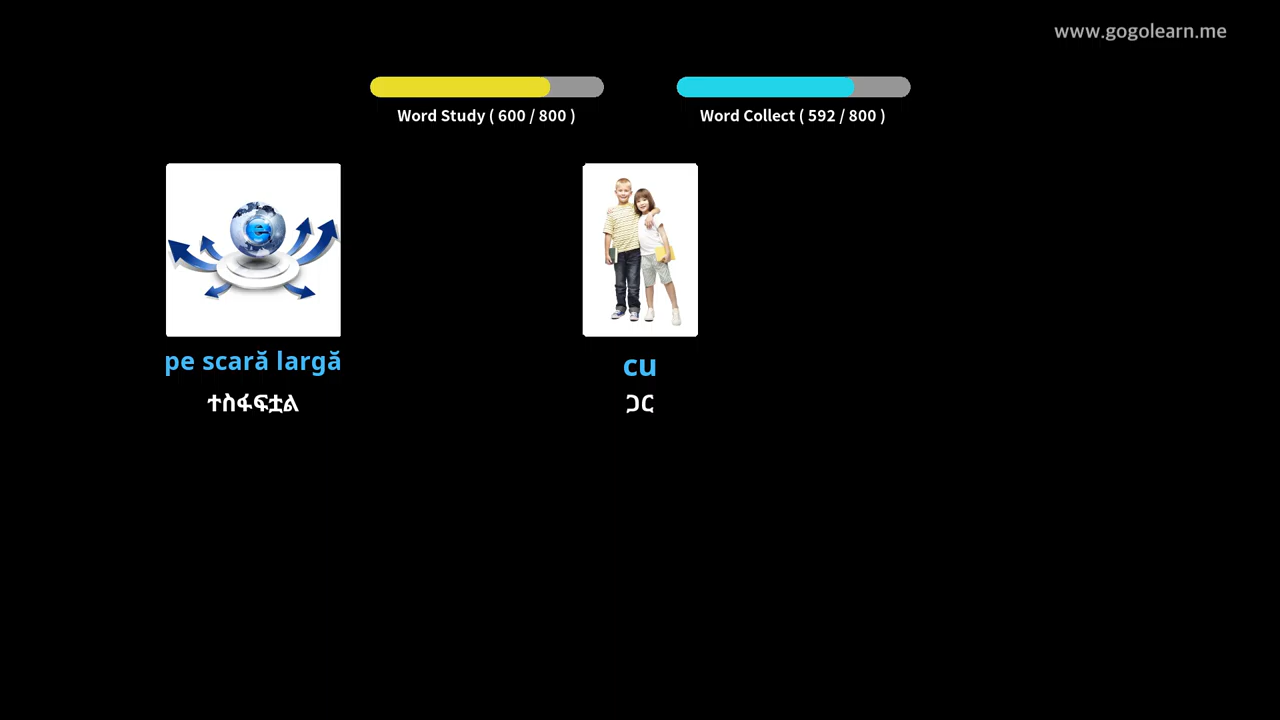 www.gogolearn.me
Word Study ( 600 / 800 )
Word Collect ( 592 / 800 )
e
pe scară largă
cu
ተስፋፍቷል
ጋር